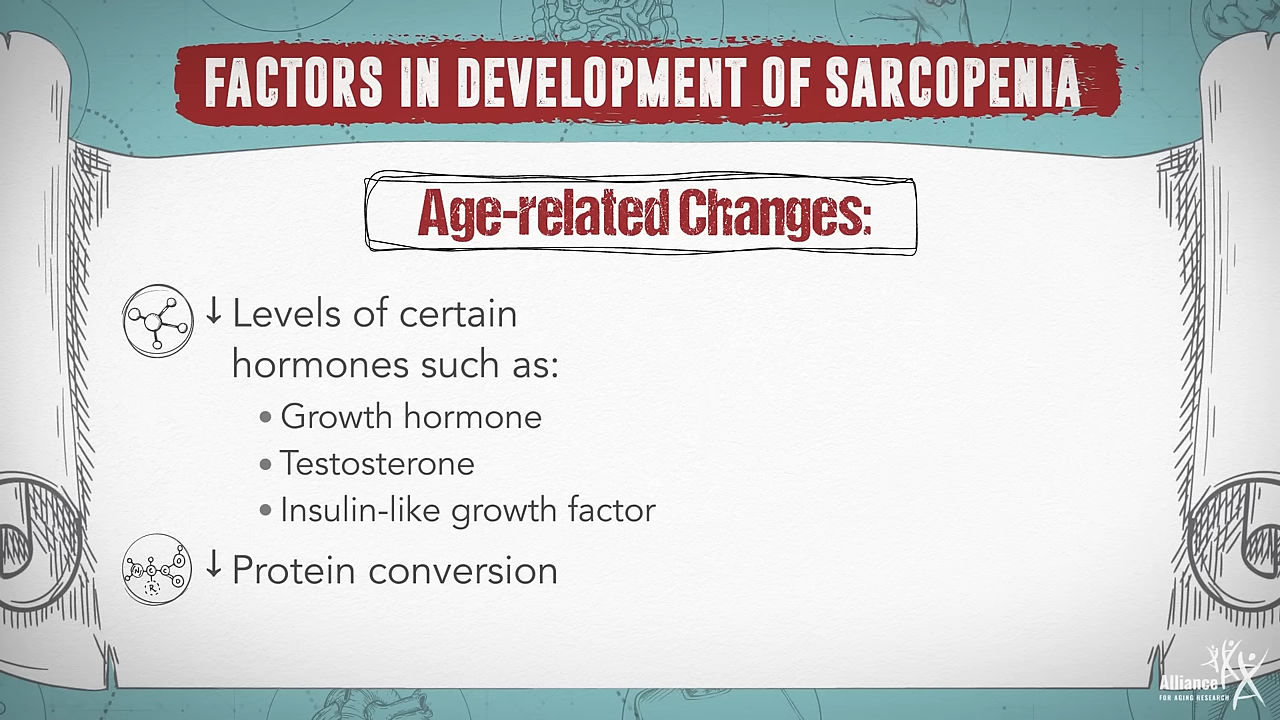 FACTORS IN DEVELOPMENT OF SARCOPENIA
Age-related Changes:
↓ Levels of certain
hormones such as:
• Growth hormone
• Testosterone
• Insulin-like growth factor
↓ Protein conversion
Alliance
FOR AGING RESEARCH